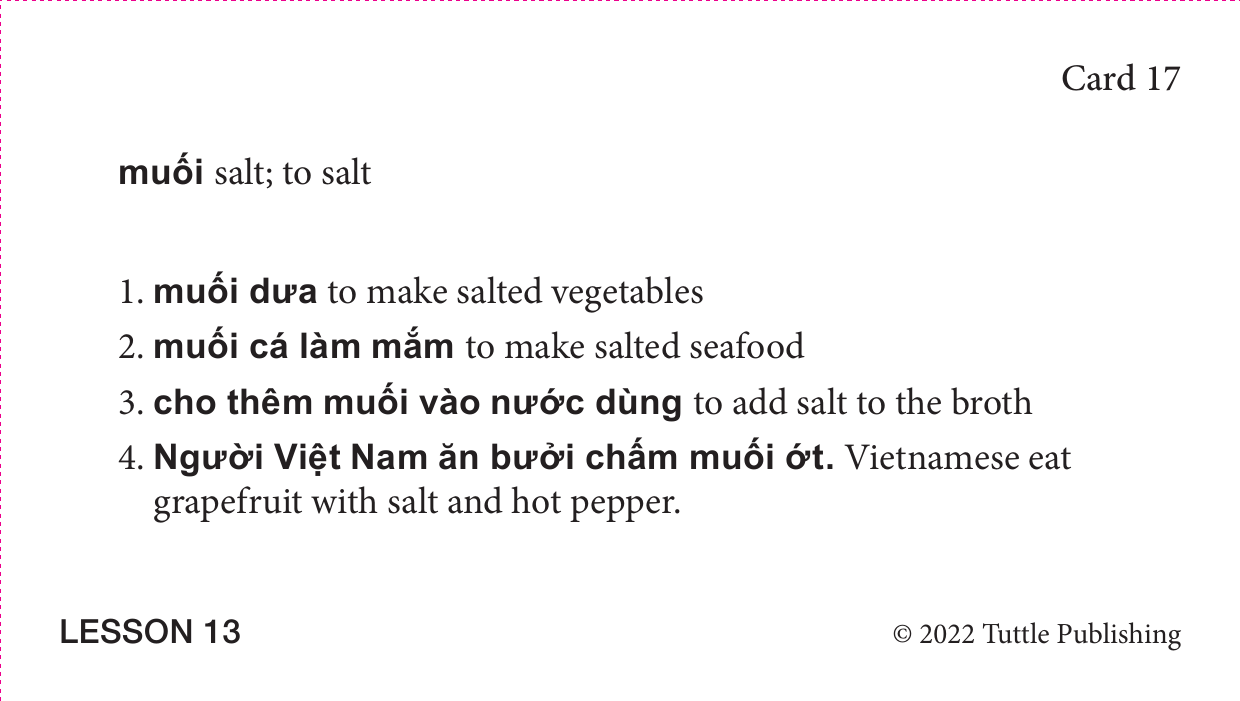 Card 17
muối salt; to salt
1. muối dưa to make salted vegetables
2. muối cá làm mắm to make salted seafood
3. cho thêm muối vào nước dùng to add salt to the broth
4. Người Việt Nam ăn bưởi chấm muối ớt. Vietnamese eat
grapefruit with salt and hot pepper.
LESSON 13
© 2022 Tuttle Publishing